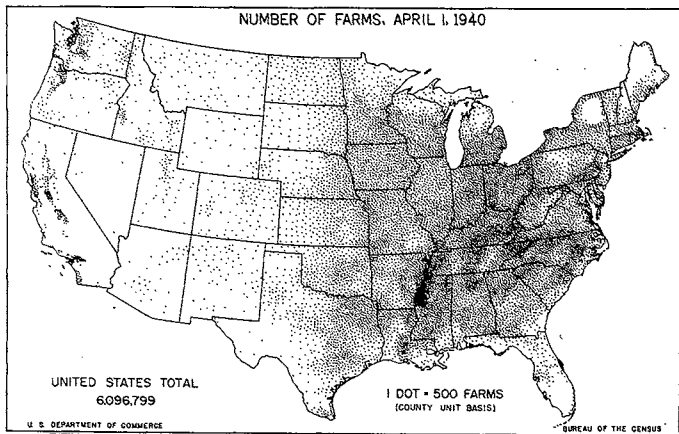 NUMBER OF FARMS, APRIL 1, 1940
UNITED STATES TOTAL
6,096,799
1 DOT = 500 FARMS
(COUNTY UNIT BASIS)
U. S. DEPARTMENT OF COMMERCE
BUREAU OF THE CENSUS